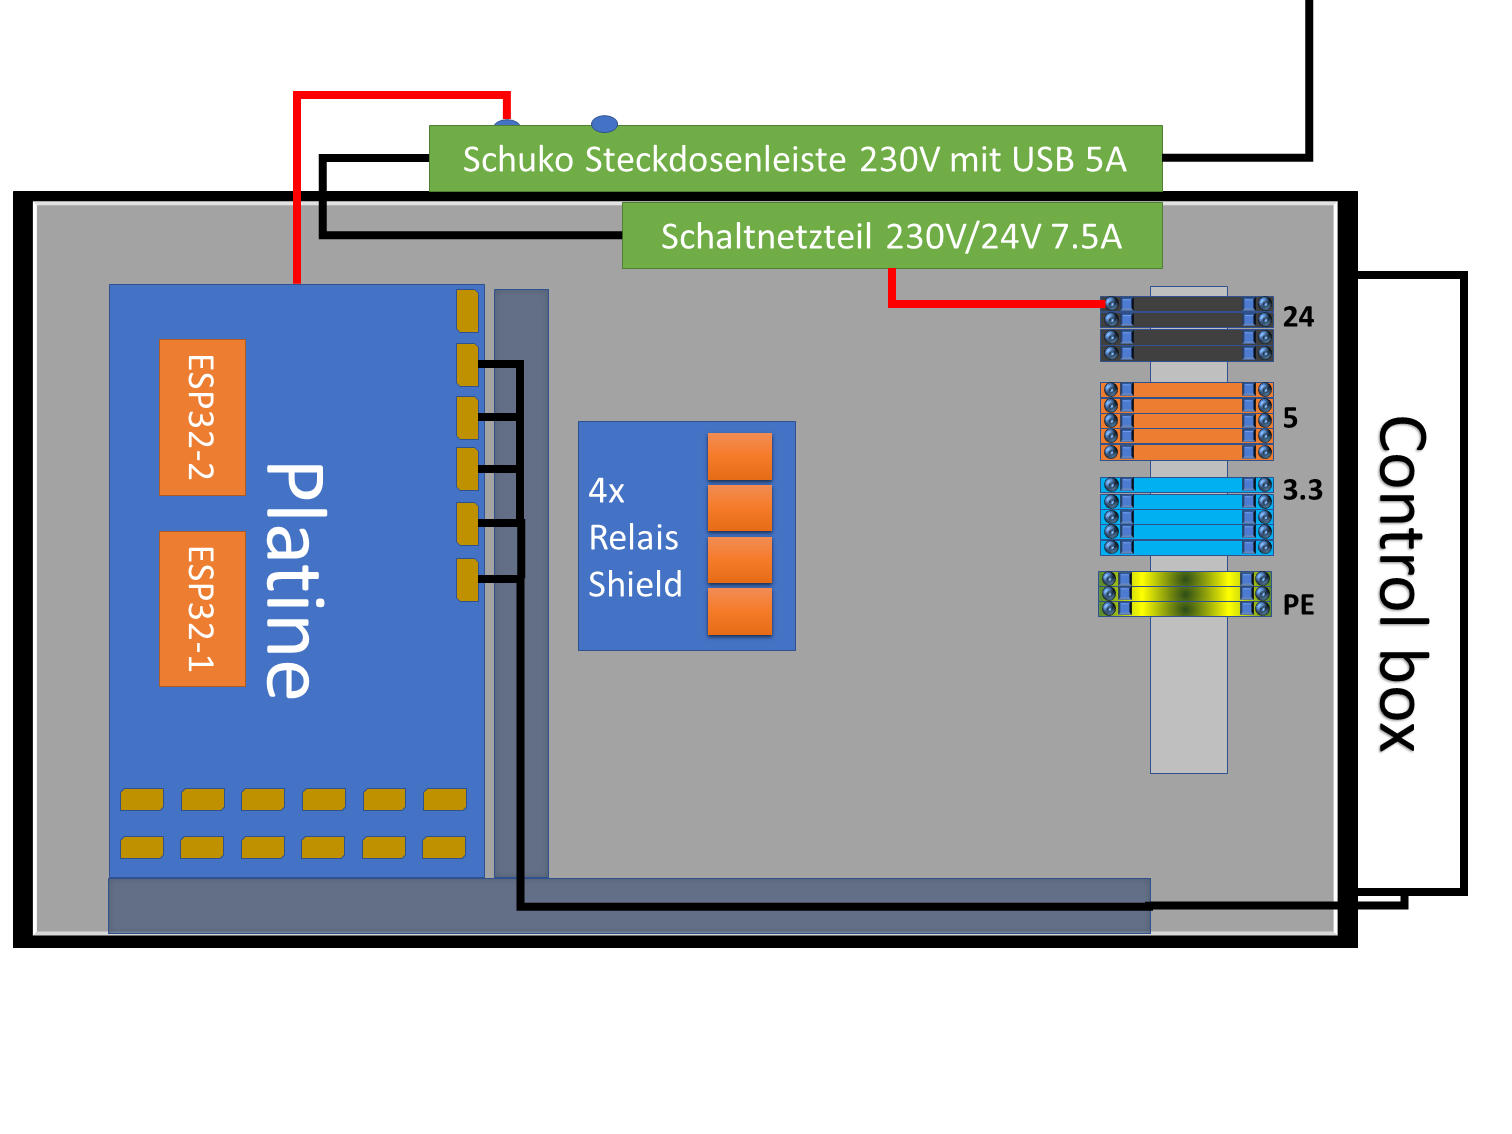 Schuko Steckdosenleiste 230V mit USB 5A
Schaltnetzteil 230V/24V 7.5A
ESP32-2
ESP32-1
Platine
4x
Relais
Shield
24
5
3.3
PE
Control box